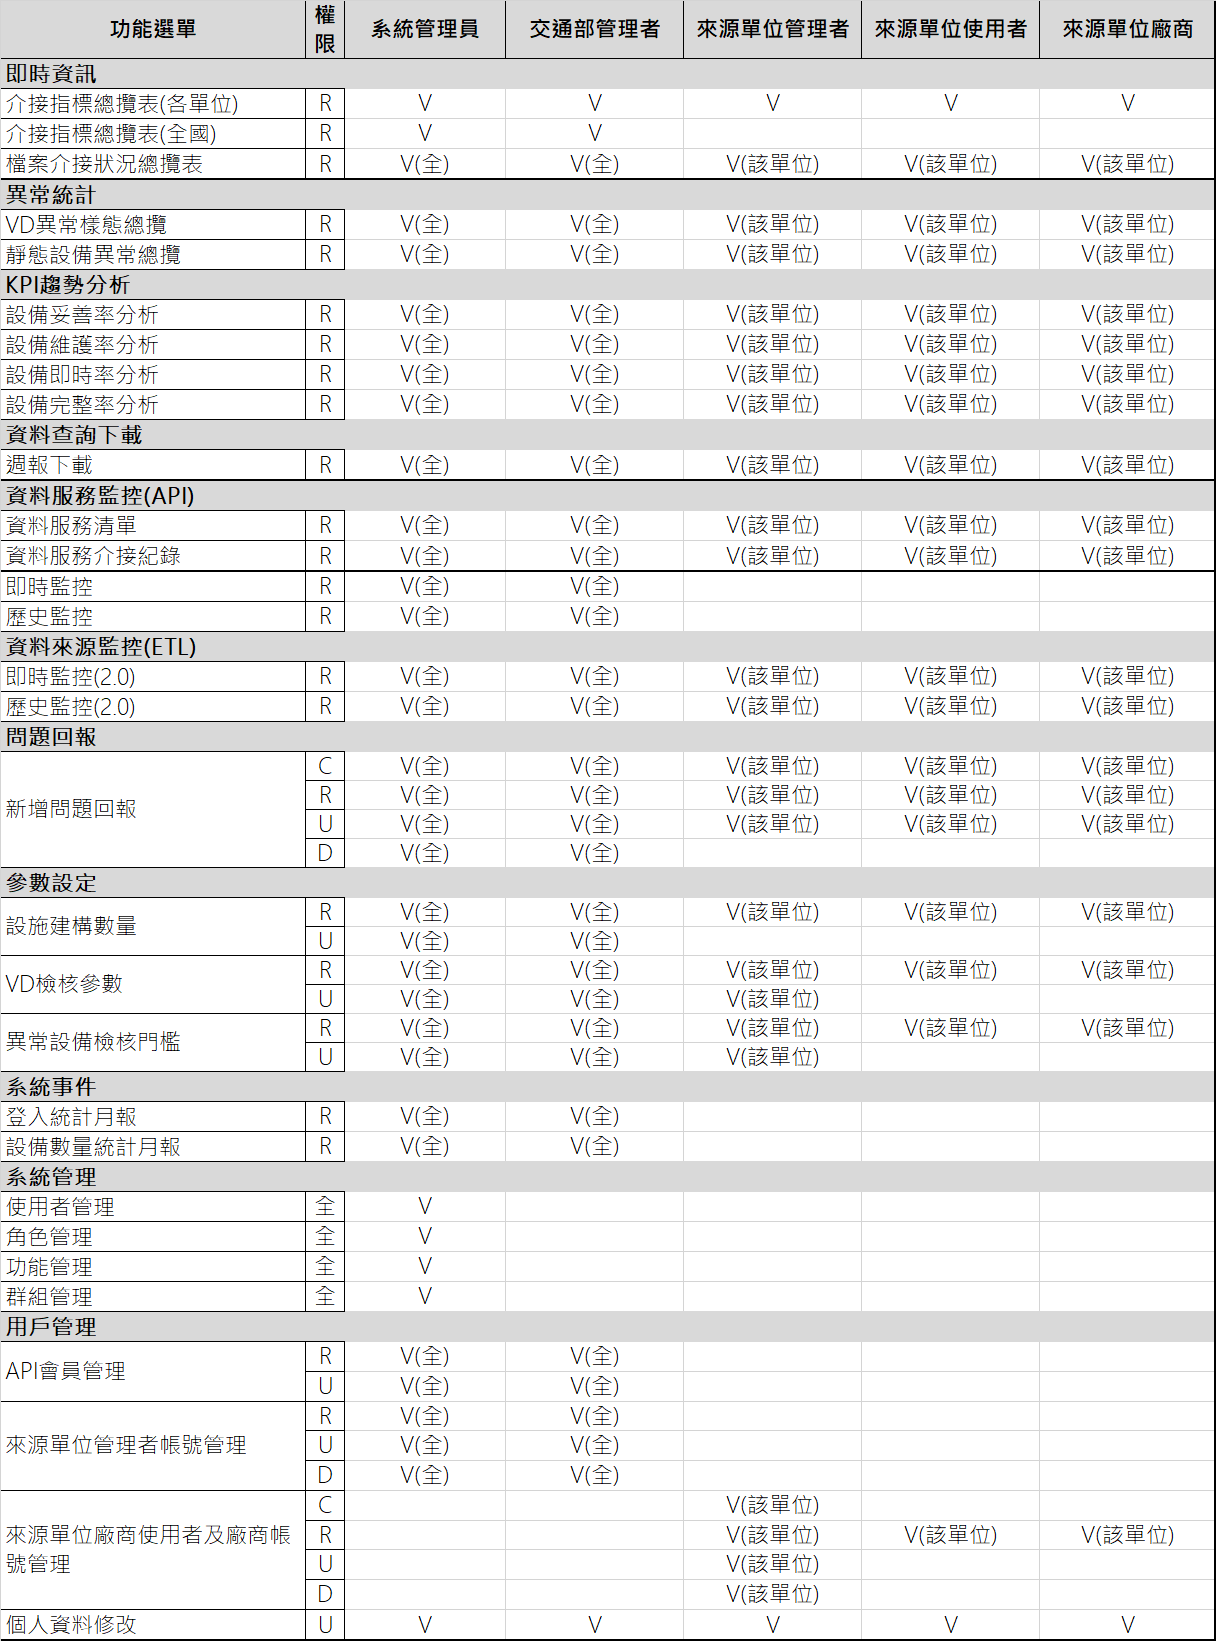 功能選單 權限 系統管理員 交通部管理者 來源單位管理者 來源單位使用者 來源單位廠商
即時資訊
介接指標總攬表(各單位) R V V V V V
介接指標總攬表(全國) R V V
檔案介接狀況總攬表 R V(全) V(全) V(該單位) V(該單位) V(該單位)
異常統計
VD異常樣態總攬 R V(全) V(全) V(該單位) V(該單位) V(該單位)
靜態設備異常總攬 R V(全) V(全) V(該單位) V(該單位) V(該單位)
KPI趨勢分析
設備妥善率分析 R V(全) V(全) V(該單位) V(該單位) V(該單位)
設備維護率分析 R V(全) V(全) V(該單位) V(該單位) V(該單位)
設備即時率分析 R V(全) V(全) V(該單位) V(該單位) V(該單位)
設備完整率分析 R V(全) V(全) V(該單位) V(該單位) V(該單位)
資料查詢下載
週報下載 R V(全) V(全) V(該單位) V(該單位) V(該單位)
資料服務監控(API)
資料服務清單 R V(全) V(全) V(該單位) V(該單位) V(該單位)
資料服務介接紀錄 R V(全) V(全) V(該單位) V(該單位) V(該單位)
即時監控 R V(全) V(全)
歷史監控 R V(全) V(全)
資料來源監控(ETL)
即時監控(2.0) R V(全) V(全) V(該單位) V(該單位) V(該單位)
歷史監控(2.0) R V(全) V(全) V(該單位) V(該單位) V(該單位)
問題回報
新增問題回報 C V(全) V(全) V(該單位) V(該單位) V(該單位)
R V(全) V(全) V(該單位) V(該單位) V(該單位)
U V(全) V(全) V(該單位) V(該單位) V(該單位)
D V(全) V(全)
參數設定
設施建構數量 R V(全) V(全) V(該單位) V(該單位) V(該單位)
U V(全) V(全)
VD檢核參數 R V(全) V(全) V(該單位) V(該單位) V(該單位)
U V(全) V(全) V(該單位)
異常設備檢核門檻 R V(全) V(全) V(該單位) V(該單位) V(該單位)
U V(全) V(全) V(該單位)
系統事件
登入統計月報 R V(全) V(全)
設備數量統計月報 R V(全) V(全)
系統管理
使用者管理 全 V
角色管理 全 V
功能管理 全 V
群組管理 全 V
用戶管理
API會員管理 R V(全) V(全)
U V(全) V(全)
來源單位管理者帳號管理 R V(全) V(全)
U V(全) V(全)
D V(全) V(全)
來源單位廠商使用者及廠商帳號管理 C V(該單位)
R V(該單位) V(該單位) V(該單位)
U V(該單位)
D V(該單位)
個人資料修改 U V V V V V